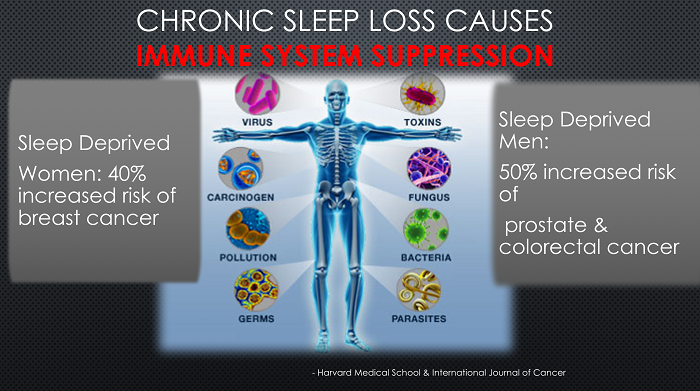 CHRONIC SLEEP LOSS CAUSES
IMMUNE SYSTEM SUPPRESSION
Sleep Deprived
Women: 40%
increased risk of
breast cancer
VIRUS
TOXINS
CARCINOGEN
FUNGUS
POLLUTION
BACTERIA
GERMS
PARASITES
Sleep Deprived
Men:
50% increased risk
of
prostate &
colorectal cancer
- Harvard Medical School & International Journal of Cancer